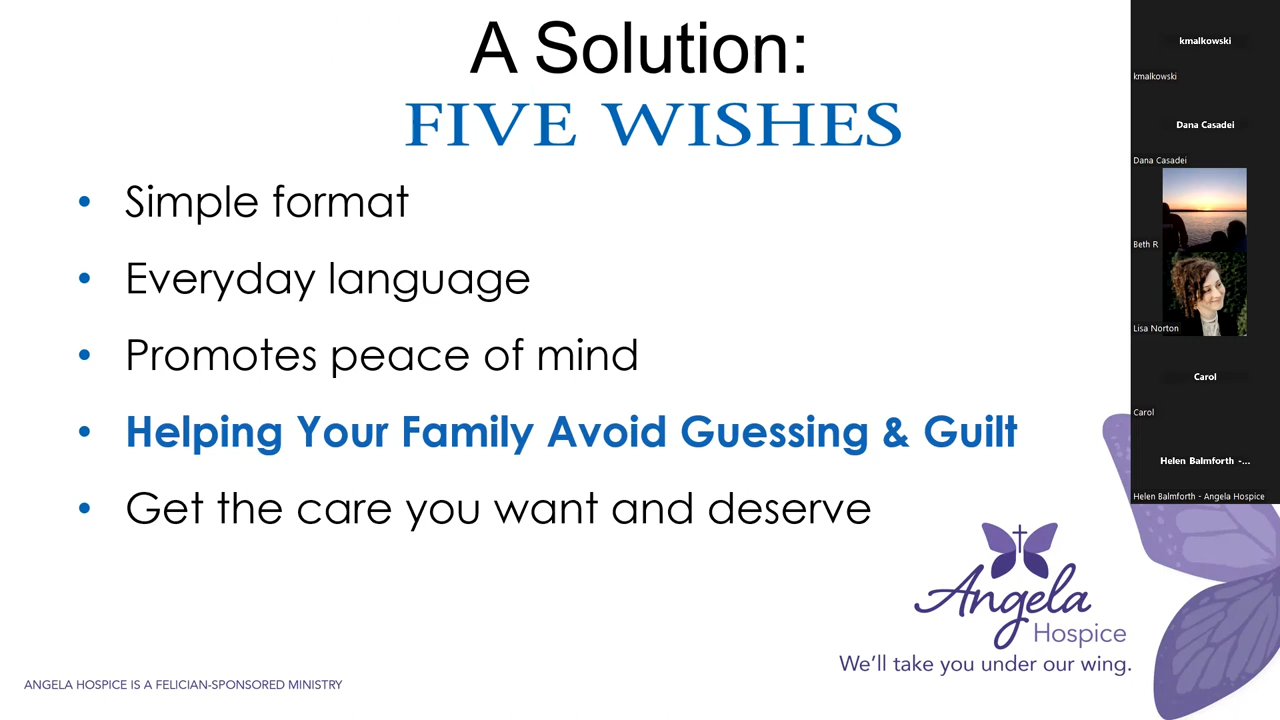 A Solution:
FIVE WISHES
• Simple format
• Everyday language
• Promotes peace of mind
• Helping Your Family Avoid Guessing & Guilt
• Get the care you want and deserve
Angela
Hospice
We'll take you under our wing.
ANGELA HOSPICE IS A FELICIAN-SPONSORED MINISTRY
kmalkowski
kmalkowski
Dana Casadei
Dana Casadei
Beth R
Lisa Norton
Carol
Carol
Helen Balmforth -...
Helen Balmforth - Angela Hospice